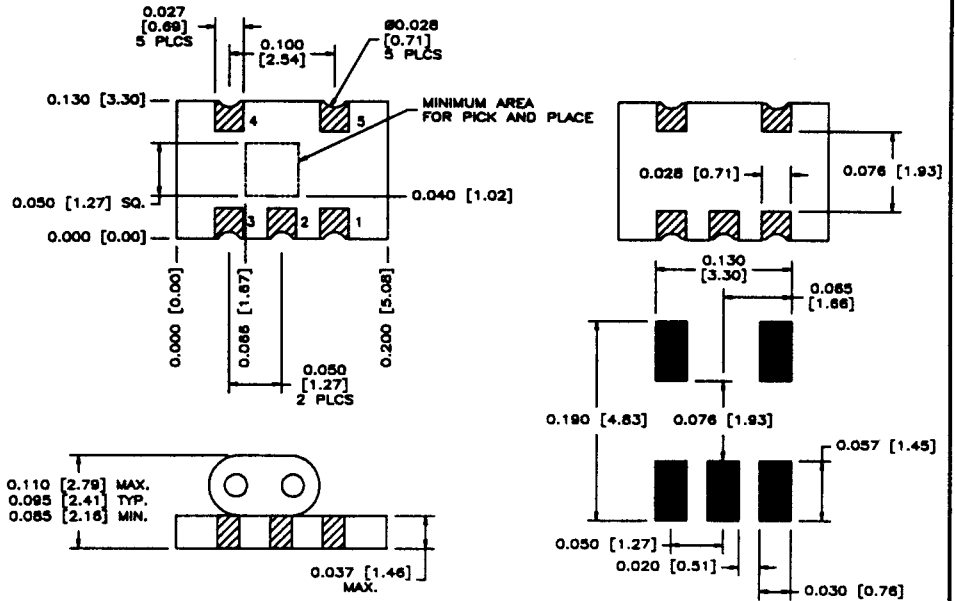 0.027
[0.69]
5 PLCS
0.100
[2.54]
Ø0.028
[0.71]
5 PLCS
0.130 [3.30]
4
5
MINIMUM AREA
FOR PICK AND PLACE
0.050 [1.27] SQ.
0.040 [1.02]
3
2
1
0.000 [0.00]
0.000 [0.00]
0.066 [1.67]
0.200 [5.08]
0.050
[1.27]
2 PLCS
0.028 [0.71]
0.076 [1.93]
0.130
[3.30]
0.065
[1.66]
0.190 [4.83]
0.076 [1.93]
0.057 [1.45]
0.050 [1.27]
0.020 [0.51]
0.030 [0.76]
0.110 [2.79] MAX.
0.095 [2.41] TYP.
0.085 [2.16] MIN.
0.037 [1.46]
MAX.